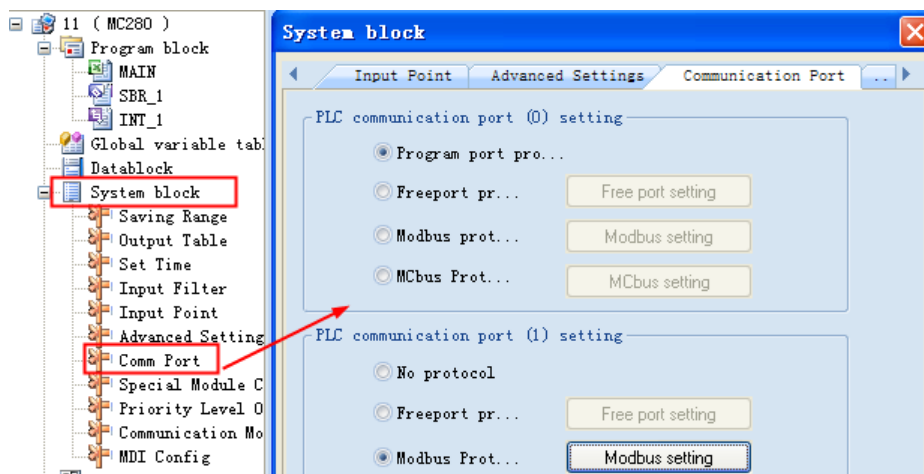 11 ( MC280 )
Program block
MAIN
SBR_1
INT_1
Global variable tab
Datablock
System block
Saving Range
Output Table
Set Time
Input Filter
Input Point
Advanced Setting
Comm Port
Special Module C
Priority Level O
Communication Mo
MDI Config
System block
Input Point
Advanced Settings
Communication Port
..
PLC communication port (0) setting
Program port pro...
Freeport pr...
Free port setting
Modbus prot...
Modbus setting
MCbus Prot...
MCbus setting
PLC communication port (1) setting
No protocol
Freeport pr...
Free port setting
Modbus Prot...
Modbus setting